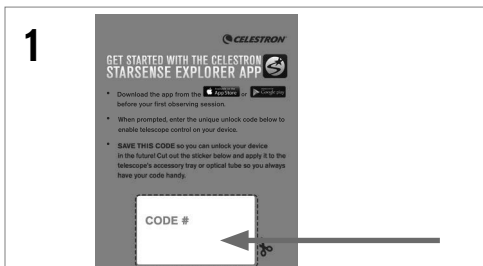 1
CELESTRON
GET STARTED WITH THE CELESTRON
STARSENSE EXPLORER APP
• Download the app from the App Store or Google play
before your first observing session.
• When prompted, enter the unique unlock code below to
enable telescope control on your device.
• SAVE THIS CODE so you can unlock your device
in the future! Cut out the sticker below and apply it to the
telescope's accessory tray or optical tube so you always
have your code handy.
CODE #